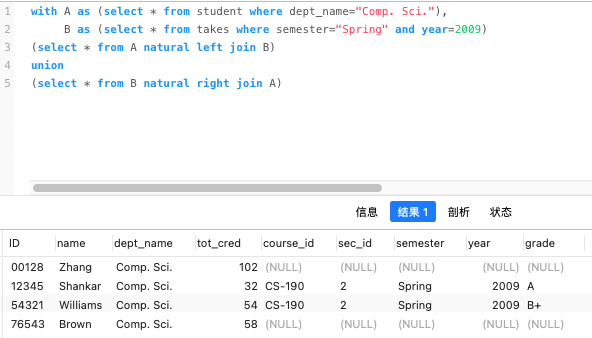 1 with A as (select * from student where dept_name="Comp. Sci."),
2 B as (select * from takes where semester="Spring" and year=2009)
3 (select * from A natural left join B)
4 union
5 (select * from B natural right join A)
信息 结果 1 剖析 状态
ID name dept_name tot_cred course_id sec_id semester year grade
00128 Zhang Comp. Sci. 102 (NULL) (NULL) (NULL) (NULL) (NULL)
12345 Shankar Comp. Sci. 32 CS-190 2 Spring 2009 A
54321 Williams Comp. Sci. 54 CS-190 2 Spring 2009 B+
76543 Brown Comp. Sci. 58 (NULL) (NULL) (NULL) (NULL) (NULL)